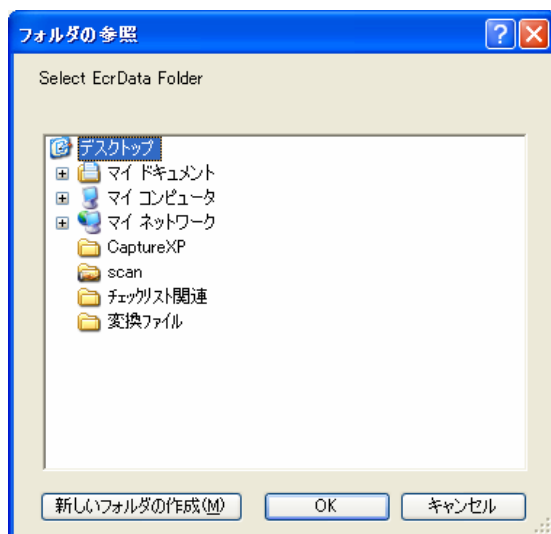 フォルダの参照
Select EcrData Folder
デスクトップ
マイ ドキュメント
マイ コンピュータ
マイ ネットワーク
CaptureXP
scan
チェックリスト関連
変換ファイル
新しいフォルダの作成(M) OK キャンセル